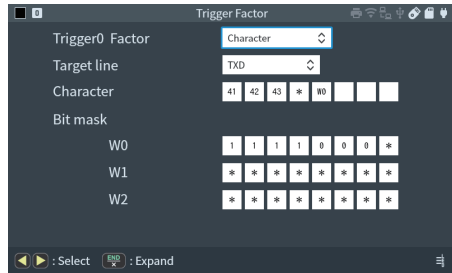 0 Trigger Factor
Trigger0 Factor Character
Target line TXD
Character 41 42 43 * W0
Bit mask
W0 1 1 1 1 0 0 0 *
W1 * * * * * * * *
W2 * * * * * * * *
: Select END × : Expand